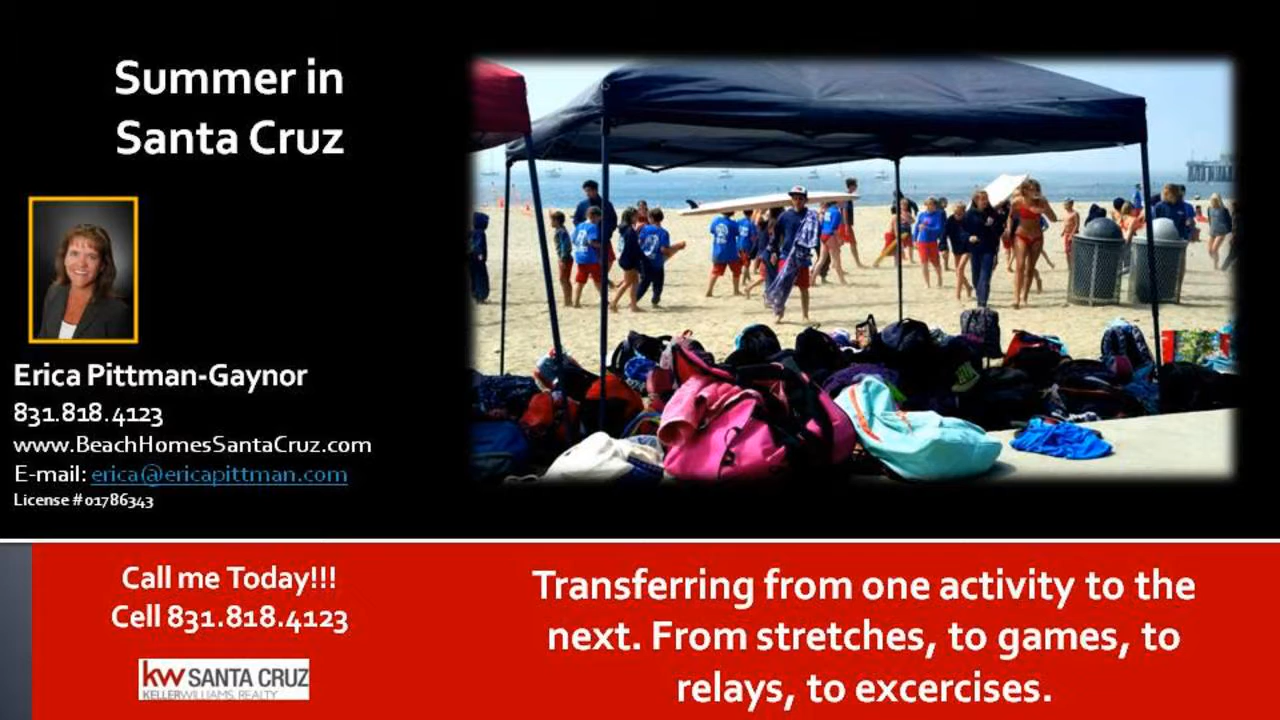 Summer in
Santa Cruz
Erica Pittman-Gaynor
831.818.4123
www.BeachHomesSantaCruz.com
E-mail: erica@ericapittman.com
License #01786343
Call me Today!!!
Cell 831.818.4123
kw SANTA CRUZ
KELLERWILLIAMS. REALTY
Transferring from one activity to the
next. From stretches, to games, to
relays, to excercises.